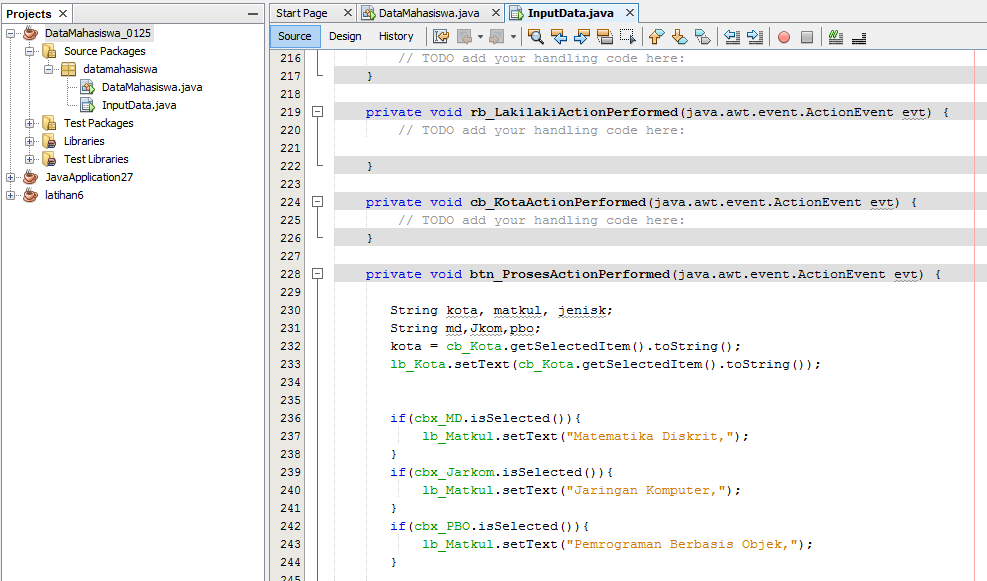 Projects
DataMahasiswa_0125
Source Packages
datamahasiswa
DataMahasiswa.java
InputData.java
Test Packages
Libraries
Test Libraries
JavaApplication27
latihan6
Start Page DataMahasiswa.java InputData.java
Source Design History
216 // TODO add your handling code here:
217 }
218
219 private void rb_LakilakiActionPerformed(java.awt.event.ActionEvent evt) {
220 // TODO add your handling code here:
221
222 }
223
224 private void cb_KotaActionPerformed(java.awt.event.ActionEvent evt) {
225 // TODO add your handling code here:
226 }
227
228 private void btn_ProsesActionPerformed(java.awt.event.ActionEvent evt) {
229
230 String kota, matkul, jenisk;
231 String md,Jkom,pbo;
232 kota = cb_Kota.getSelectedItem().toString();
233 lb_Kota.setText(cb_Kota.getSelectedItem().toString());
234
235
236 if(cbx_MD.isSelected()){
237 lb_Matkul.setText("Matematika Diskrit,");
238 }
239 if(cbx_Jarkom.isSelected()){
240 lb_Matkul.setText("Jaringan Komputer,");
241 }
242 if(cbx_PBO.isSelected()){
243 lb_Matkul.setText("Pemrograman Berbasis Objek,");
244 }
245